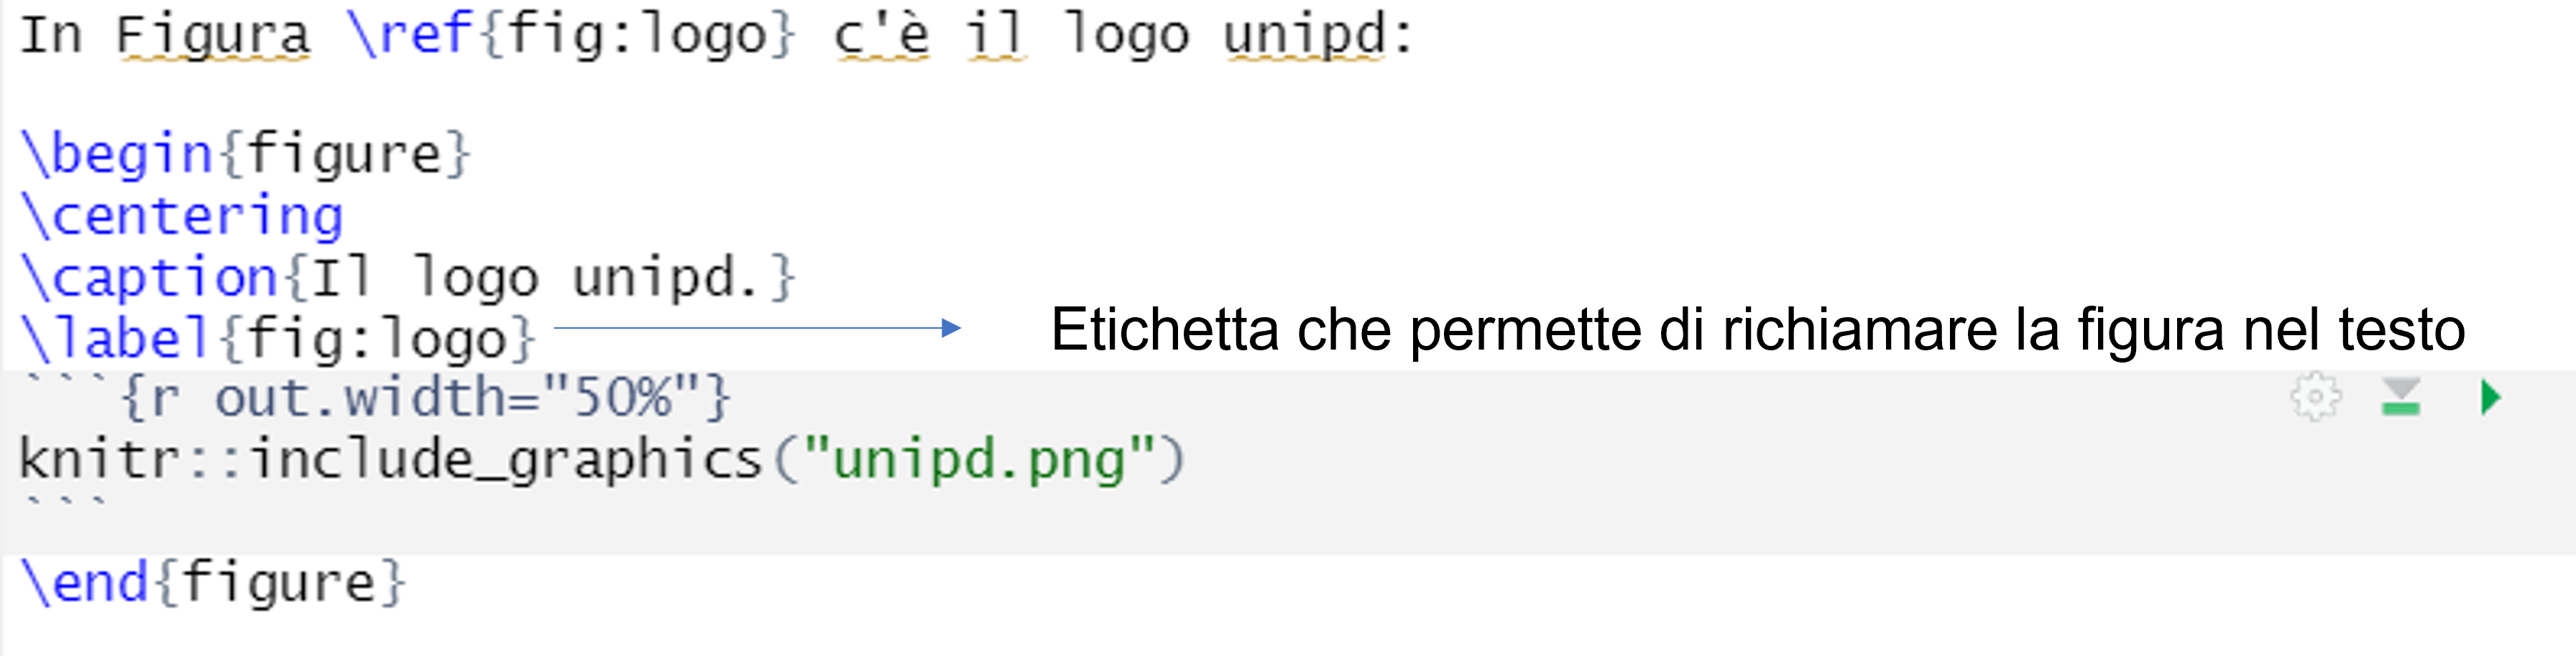 In Figura \ref{fig:logo} c'è il logo unipd:
\begin{figure}
\centering
\caption{Il logo unipd.}
\label{fig:logo}
Etichetta che permette di richiamare la figura nel testo
```{r out.width="50%"}
knitr::include_graphics("unipd.png")
```
\end{figure}